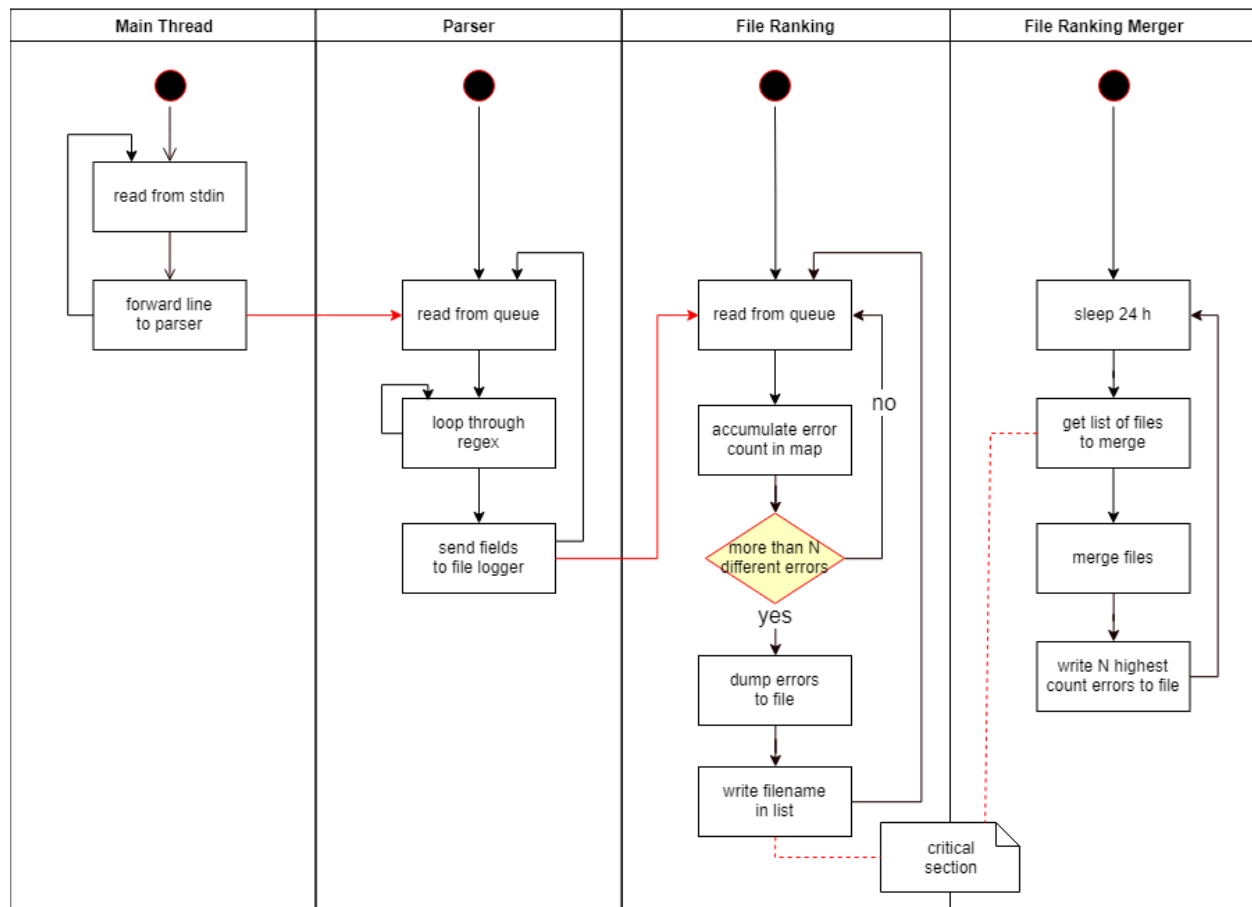 Main Thread
Parser
File Ranking
File Ranking Merger
read from stdin
forward line
to parser
read from queue
loop through
regex
send fields
to file logger
read from queue
accumulate error
count in map
no
more than N
different errors
yes
dump errors
to file
write filename
in list
sleep 24 h
get list of files
to merge
merge files
write N highest
count errors to file
critical
section